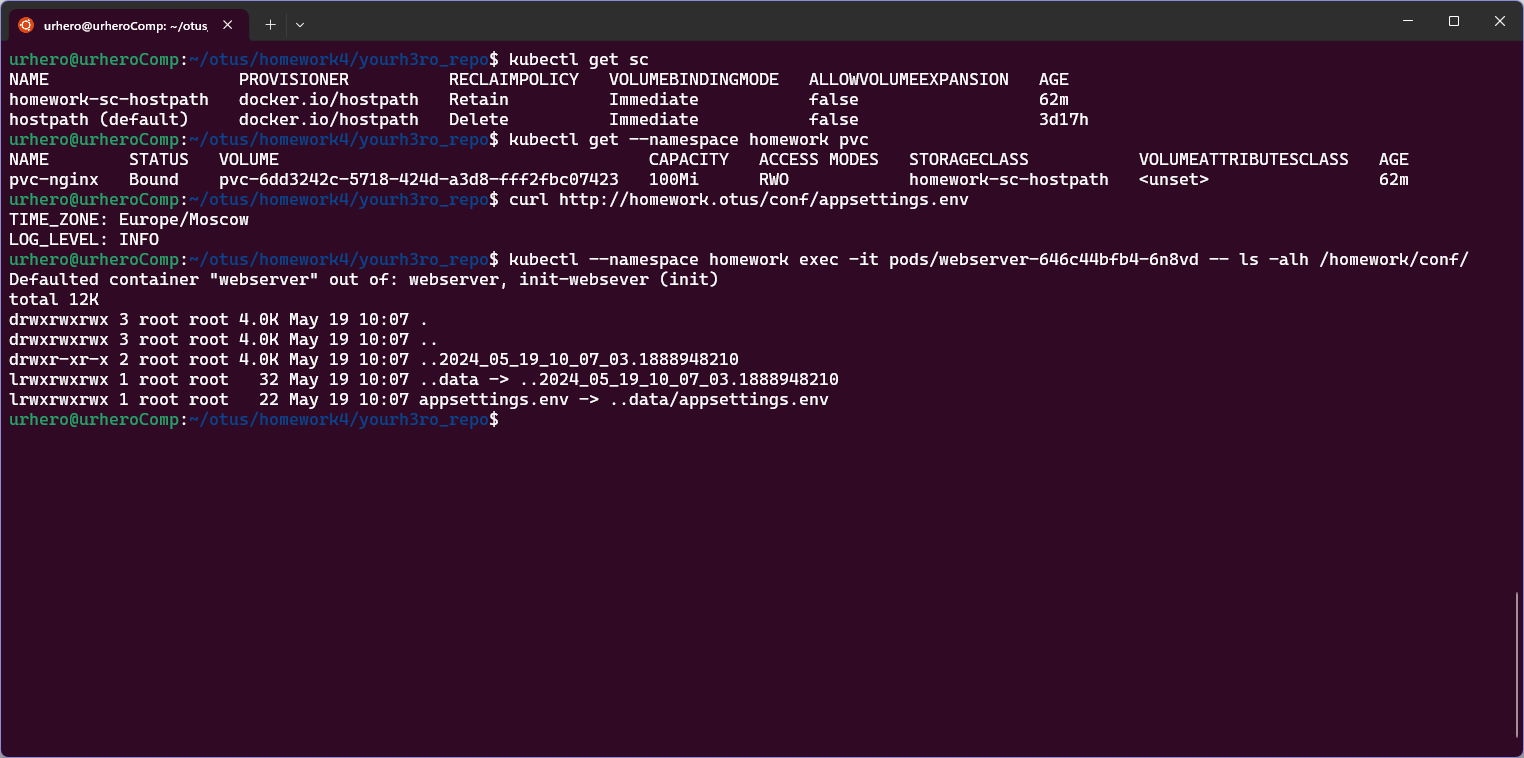 urhero@urheroComp: ~/otus,
urhero@urheroComp:~/otus/homework4/yourh3ro_repo$ kubectl get sc
NAME                   PROVISIONER          RECLAIMPOLICY   VOLUMEBINDINGMODE   ALLOWVOLUMEEXPANSION   AGE
homework-sc-hostpath   docker.io/hostpath   Retain          Immediate           false                  62m
hostpath (default)     docker.io/hostpath   Delete          Immediate           false                  3d17h
urhero@urheroComp:~/otus/homework4/yourh3ro_repo$ kubectl get --namespace homework pvc
NAME        STATUS   VOLUME                                     CAPACITY   ACCESS MODES   STORAGECLASS           VOLUMEATTRIBUTESCLASS   AGE
pvc-nginx   Bound    pvc-6dd3242c-5718-424d-a3d8-fff2fbc07423   100Mi      RWO            homework-sc-hostpath   <unset>                 62m
urhero@urheroComp:~/otus/homework4/yourh3ro_repo$ curl http://homework.otus/conf/appsettings.env
TIME_ZONE: Europe/Moscow
LOG_LEVEL: INFO
urhero@urheroComp:~/otus/homework4/yourh3ro_repo$ kubectl --namespace homework exec -it pods/webserver-646c44bfb4-6n8vd -- ls -alh /homework/conf/
Defaulted container "webserver" out of: webserver, init-websever (init)
total 12K
drwxrwxrwx 3 root root 4.0K May 19 10:07 .
drwxrwxrwx 3 root root 4.0K May 19 10:07 ..
drwxr-xr-x 2 root root 4.0K May 19 10:07 ..2024_05_19_10_07_03.1888948210
lrwxrwxrwx 1 root root   32 May 19 10:07 ..data -> ..2024_05_19_10_07_03.1888948210
lrwxrwxrwx 1 root root   22 May 19 10:07 appsettings.env -> ..data/appsettings.env
urhero@urheroComp:~/otus/homework4/yourh3ro_repo$